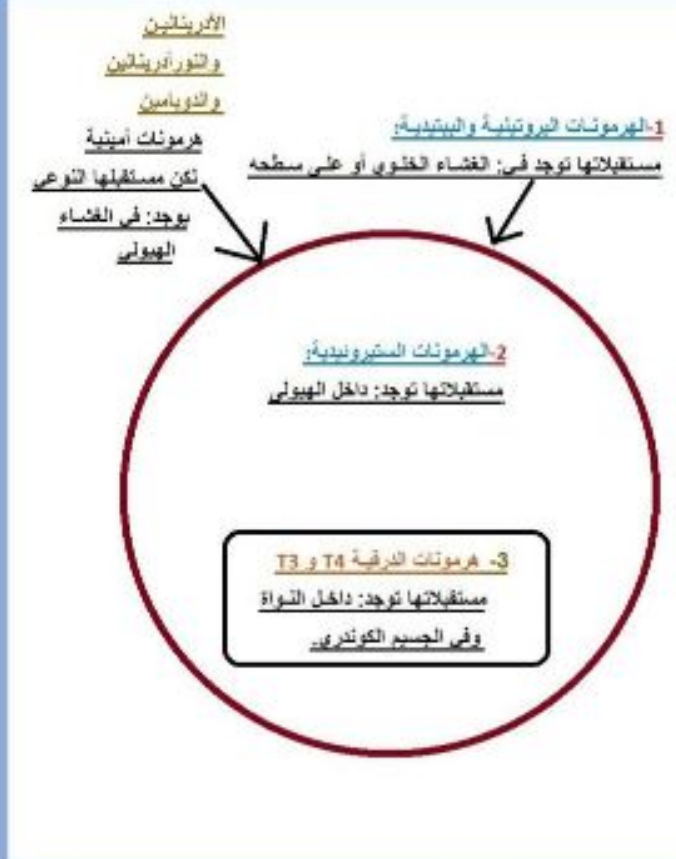 الأدرينالين
والنورأدرينالين
والدوبامين
هرمونات أمينية
لكن مستقبلها النوعي
يوجد: في الغشاء
الهيولي
1-الهرمونات البروتينية والببتيدية:
مستقبلاتها توجد في: الغشاء الخلوي أو على سطحه
2-الهرمونات الستيروئيدية:
مستقبلاتها توجد: داخل الهيولى
3- هرمونات الدرقية T4 و T3
مستقبلاتها توجد: داخل النواة
وفي الجسيم الكوندري.